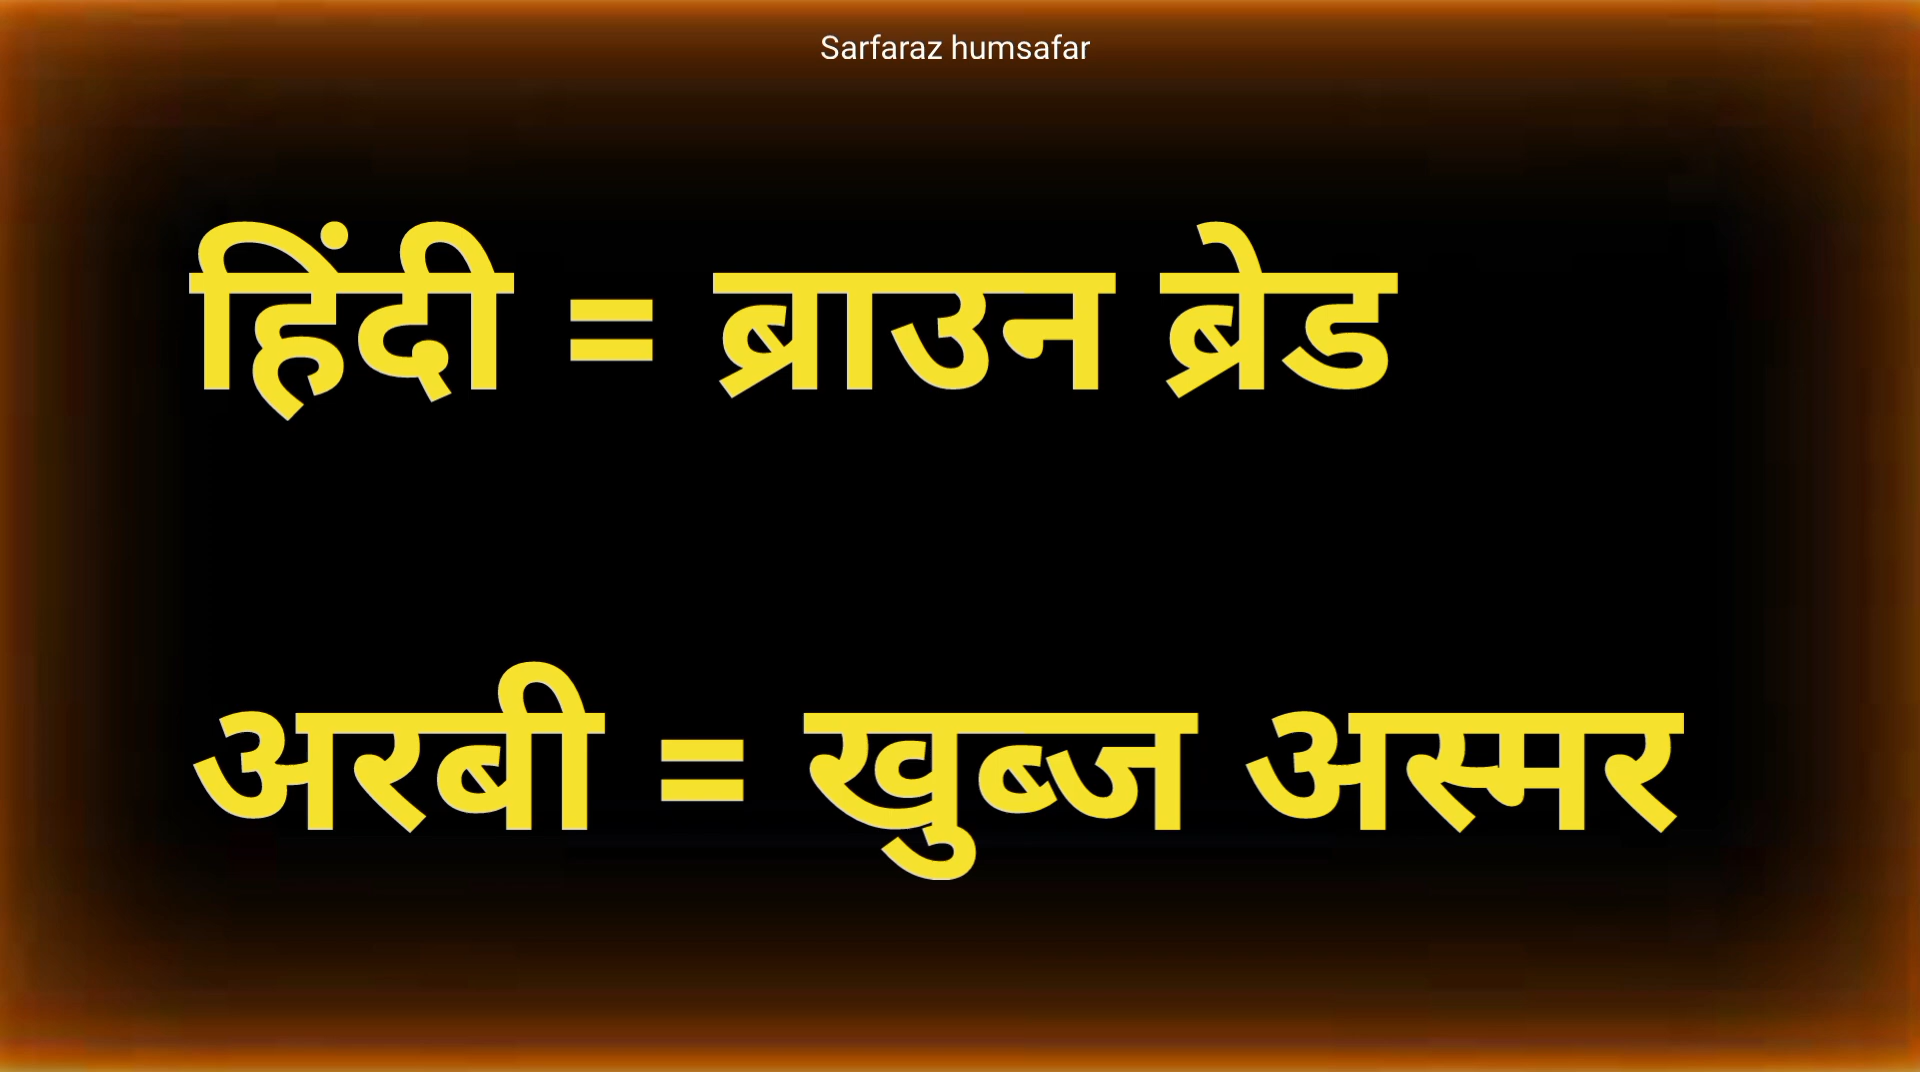 Sarfaraz humsafar
हिंदी = ब्राउन ब्रेड
अरबी = खुब्ज अस्मर